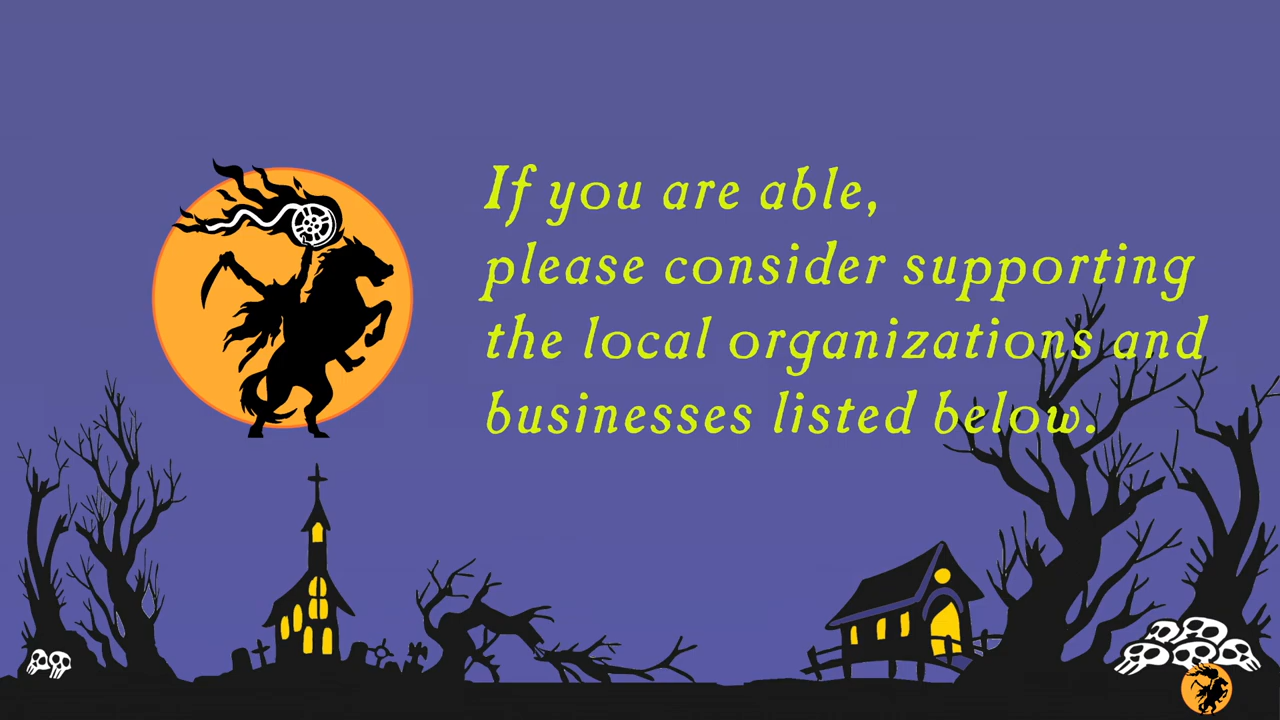 If you are able,
please consider supporting
the local organizations and
businesses listed below.